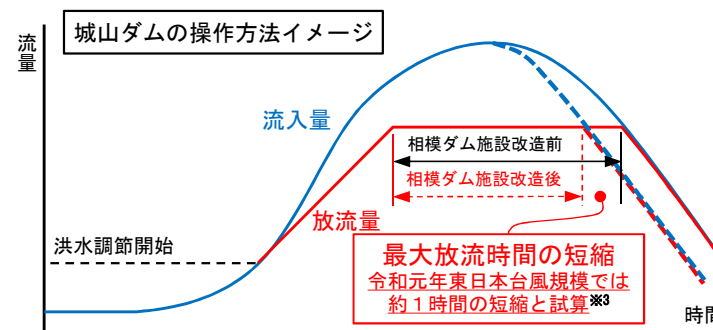 城山ダムの操作方法イメージ
流量
流入量
相模ダム施設改造前
相模ダム施設改造後
放流量
洪水調節開始
最大放流時間の短縮
令和元年東日本台風規模では
約1時間の短縮と試算※3
時間